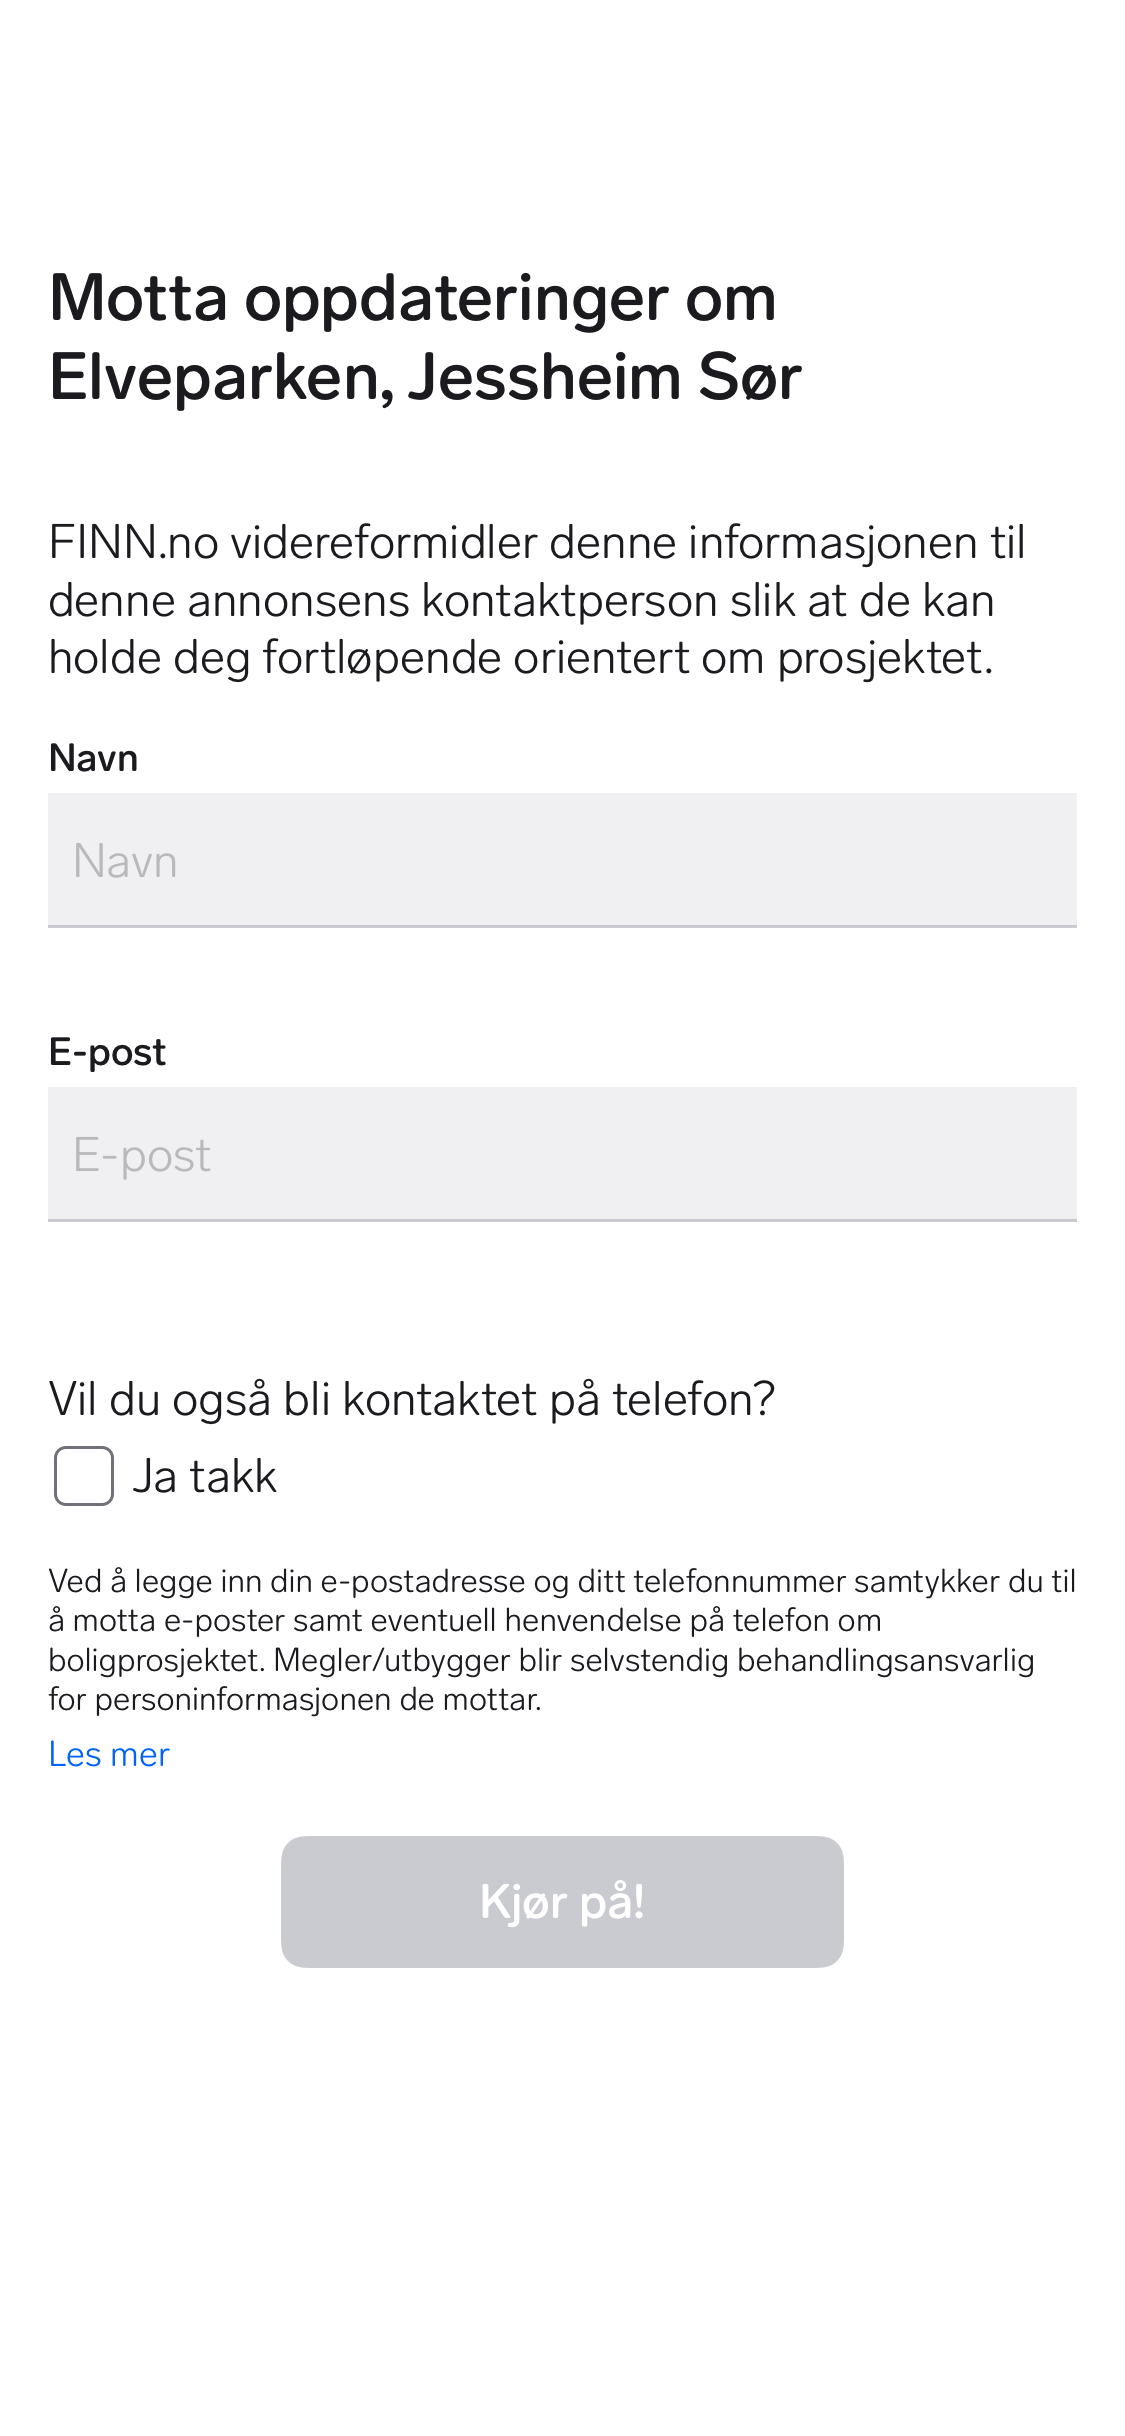 Motta oppdateringer om
Elveparken, Jessheim Sør
FINN.no videreformidler denne informasjonen til
denne annonsens kontaktperson slik at de kan
holde deg fortløpende orientert om prosjektet.
Navn
Navn
E-post
E-post
Vil du også bli kontaktet på telefon?
Ja takk
Ved å legge inn din e-postadresse og ditt telefonnummer samtykker du til
å motta e-poster samt eventuell henvendelse på telefon om
boligprosjektet. Megler/utbygger blir selvstendig behandlingsansvarlig
for personinformasjonen de mottar.
Les mer
Kjør på!